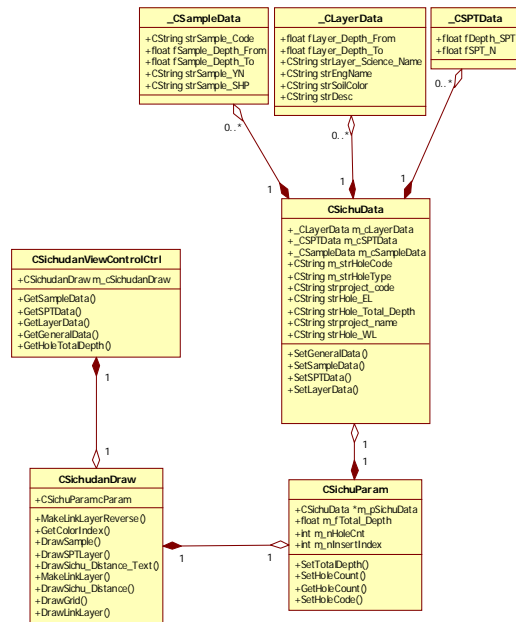 _CSampleData
+CString strSample_Code
+float fSample_Depth_From
+float fSample_Depth_To
+CString strSample_YN
+CString strSample_SHP
_CLayerData
+float fLayer_Depth_From
+float fLayer_Depth_To
+CString strLayer_Science_Name
+CString strEngName
+CString strSoilColor
+CString strDesc
_CSPTData
+float fDepth_SPT
+float fSPT_N
0..*
0..*
0..*
1
1
1
CSichuData
+_CLayerData m_cLayerData
+_CSPTData m_cSPTData
+_CSampleData m_cSampleData
+CString m_strHoleCode
+CString m_strHoleType
+CString strproject_code
+CString strHole_EL
+CString strHole_Total_Depth
+CString strproject_name
+CString strHole_WL
+SetGeneralData()
+SetSampleData()
+SetSPTData()
+SetLayerData()
CSichudanViewControlCtrl
+CSichudanDraw m_cSichudanDraw
+GetSampleData()
+GetSPTData()
+GetLayerData()
+GetGeneralData()
+GetHoleTotalDepth()
1
1
1
1
CSichudanDraw
+CSichuParamcParam
+MakeLinkLayerReverse()
+GetColorIndex()
+DrawSample()
+DrawSPTLayer()
+DrawSichu_Distance_Text()
+MakeLinkLayer()
+DrawSichu_Distance()
+DrawGrid()
+DrawLinkLayer()
1
1
CSichuParam
+CSichuData *m_pSichuData
+float m_fTotal_Depth
+int m_nHoleCnt
+int m_nInsertIndex
+SetTotalDepth()
+SetHoleCount()
+GetHoleCount()
+SetHoleCode()